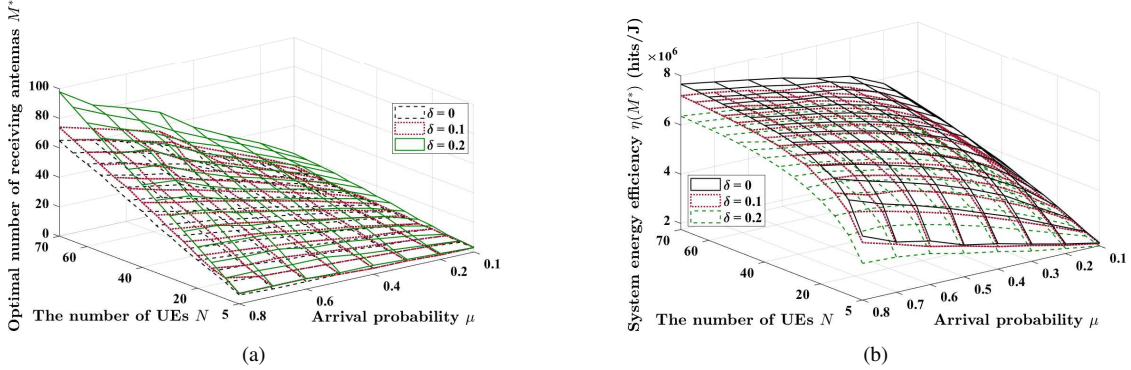 Optimal number of receiving antennas M*
100
80
60
40
20
0
70
60
40
20
5
0.8
0.6
0.4
0.2
0.1
The number of UEs N
Arrival probability μ
δ = 0
δ = 0.1
δ = 0.2
(a)
System energy efficiency η(M*) (bits/J)
×10⁶
8
6
4
2
70
60
40
20
5
0.8
0.7
0.6
0.5
0.4
0.3
0.2
0.1
The number of UEs N
Arrival probability μ
δ = 0
δ = 0.1
δ = 0.2
(b)